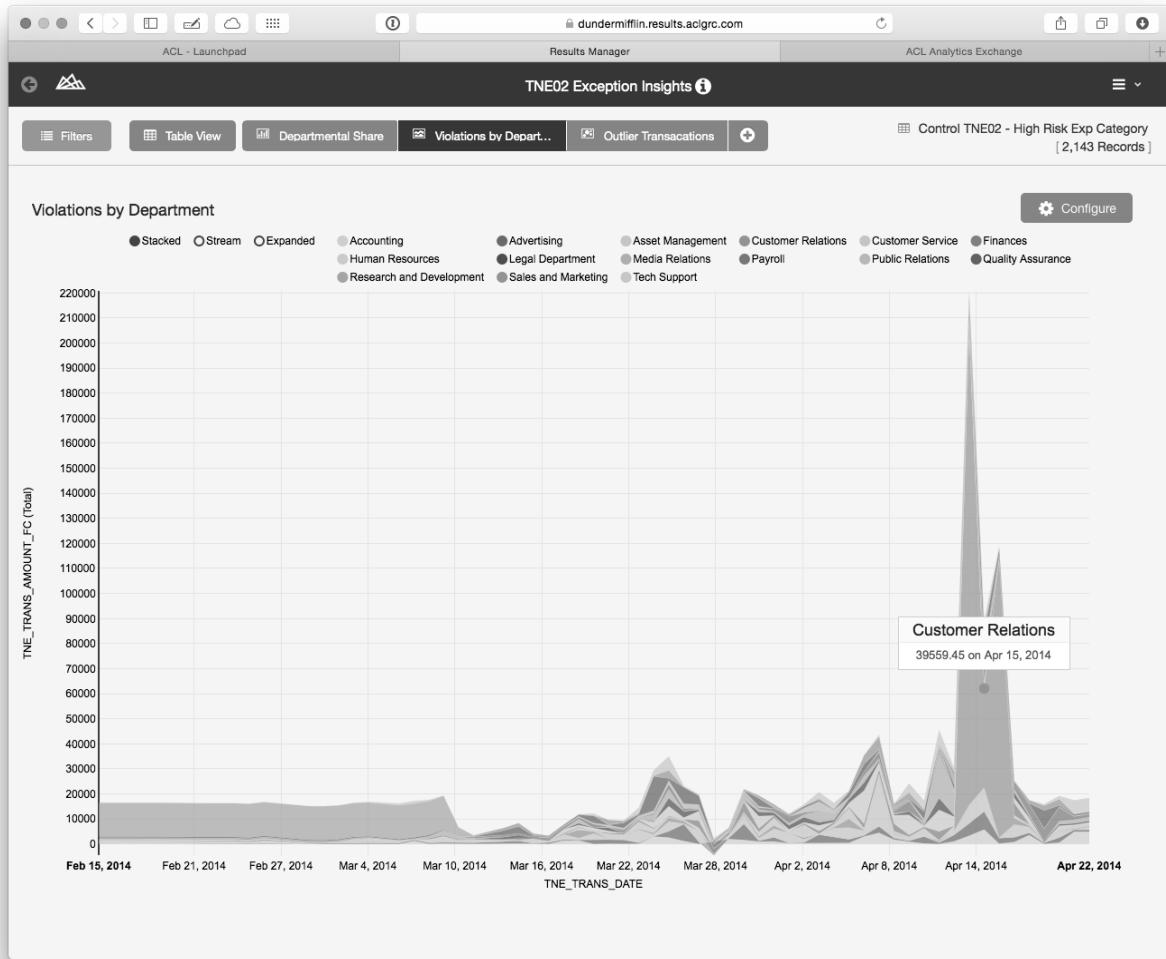 dundermifflin.results.aclgrc.com
ACL - Launchpad
Results Manager
ACL Analytics Exchange
TNE02 Exception Insights
Filters
Table View
Departmental Share
Violations by Depart...
Outlier Transacations
Control TNE02 - High Risk Exp Category
[ 2,143 Records ]
Violations by Department
Configure
Stacked Stream Expanded Accounting Advertising Asset Management Customer Relations Customer Service Finances
Human Resources Legal Department Media Relations Payroll Public Relations Quality Assurance
Research and Development Sales and Marketing Tech Support
TNE_TRANS_AMOUNT_FC (Total)
220000
210000
200000
190000
180000
170000
160000
150000
140000
130000
120000
110000
100000
90000
80000
70000
60000
50000
40000
30000
20000
10000
0
Customer Relations
39559.45 on Apr 15, 2014
Feb 15, 2014 Feb 21, 2014 Feb 27, 2014 Mar 4, 2014 Mar 10, 2014 Mar 16, 2014 Mar 22, 2014 Mar 28, 2014 Apr 2, 2014 Apr 8, 2014 Apr 14, 2014 Apr 22, 2014
TNE_TRANS_DATE